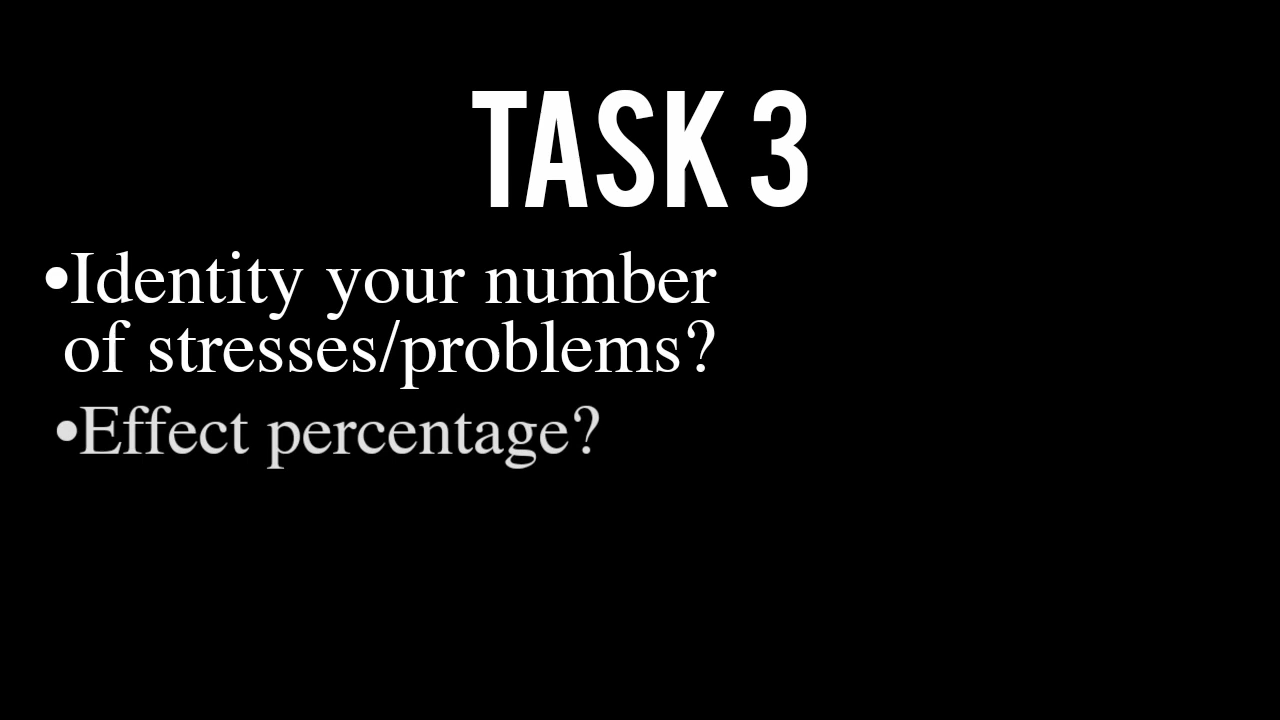 TASK 3
•Identity your number
of stresses/problems?
•Effect percentage?